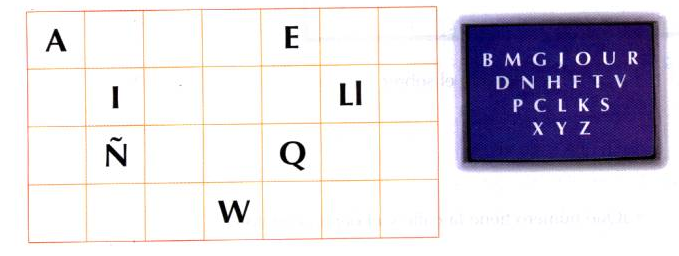 A E
I Ll
Ñ Q
W
B M G J O U R
D N H F T V
P C L K S
X Y Z